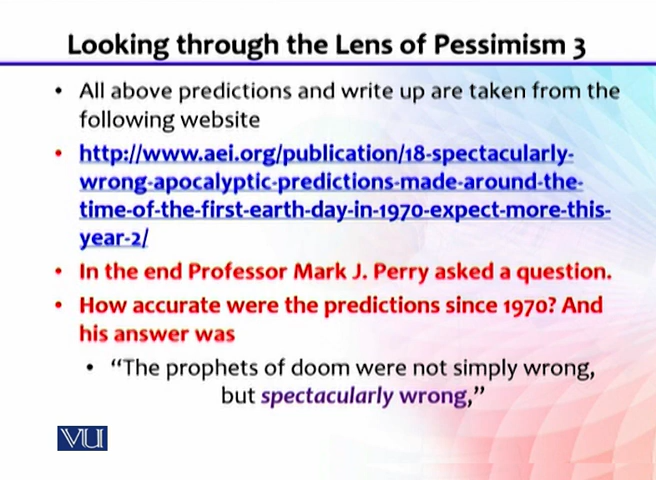 Looking through the Lens of Pessimism 3
• All above predictions and write up are taken from the
following website
• http://www.aei.org/publication/18-spectacularly-
wrong-apocalyptic-predictions-made-around-the-
time-of-the-first-earth-day-in-1970-expect-more-this-
year-2/
• In the end Professor Mark J. Perry asked a question.
• How accurate were the predictions since 1970? And
his answer was
• “The prophets of doom were not simply wrong,
but spectacularly wrong,”
VU